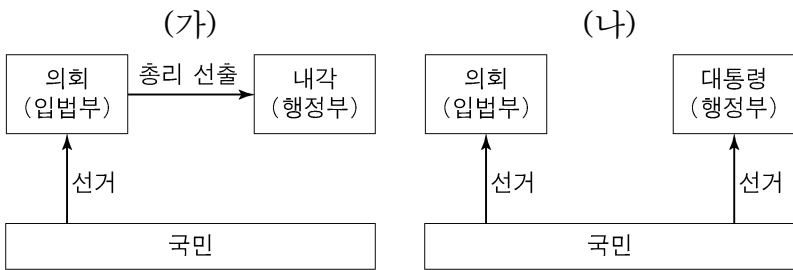 (가)
의회
(입법부)
총리 선출
내각
(행정부)
선거
국민
(나)
의회
(입법부)
대통령
(행정부)
선거
선거
국민